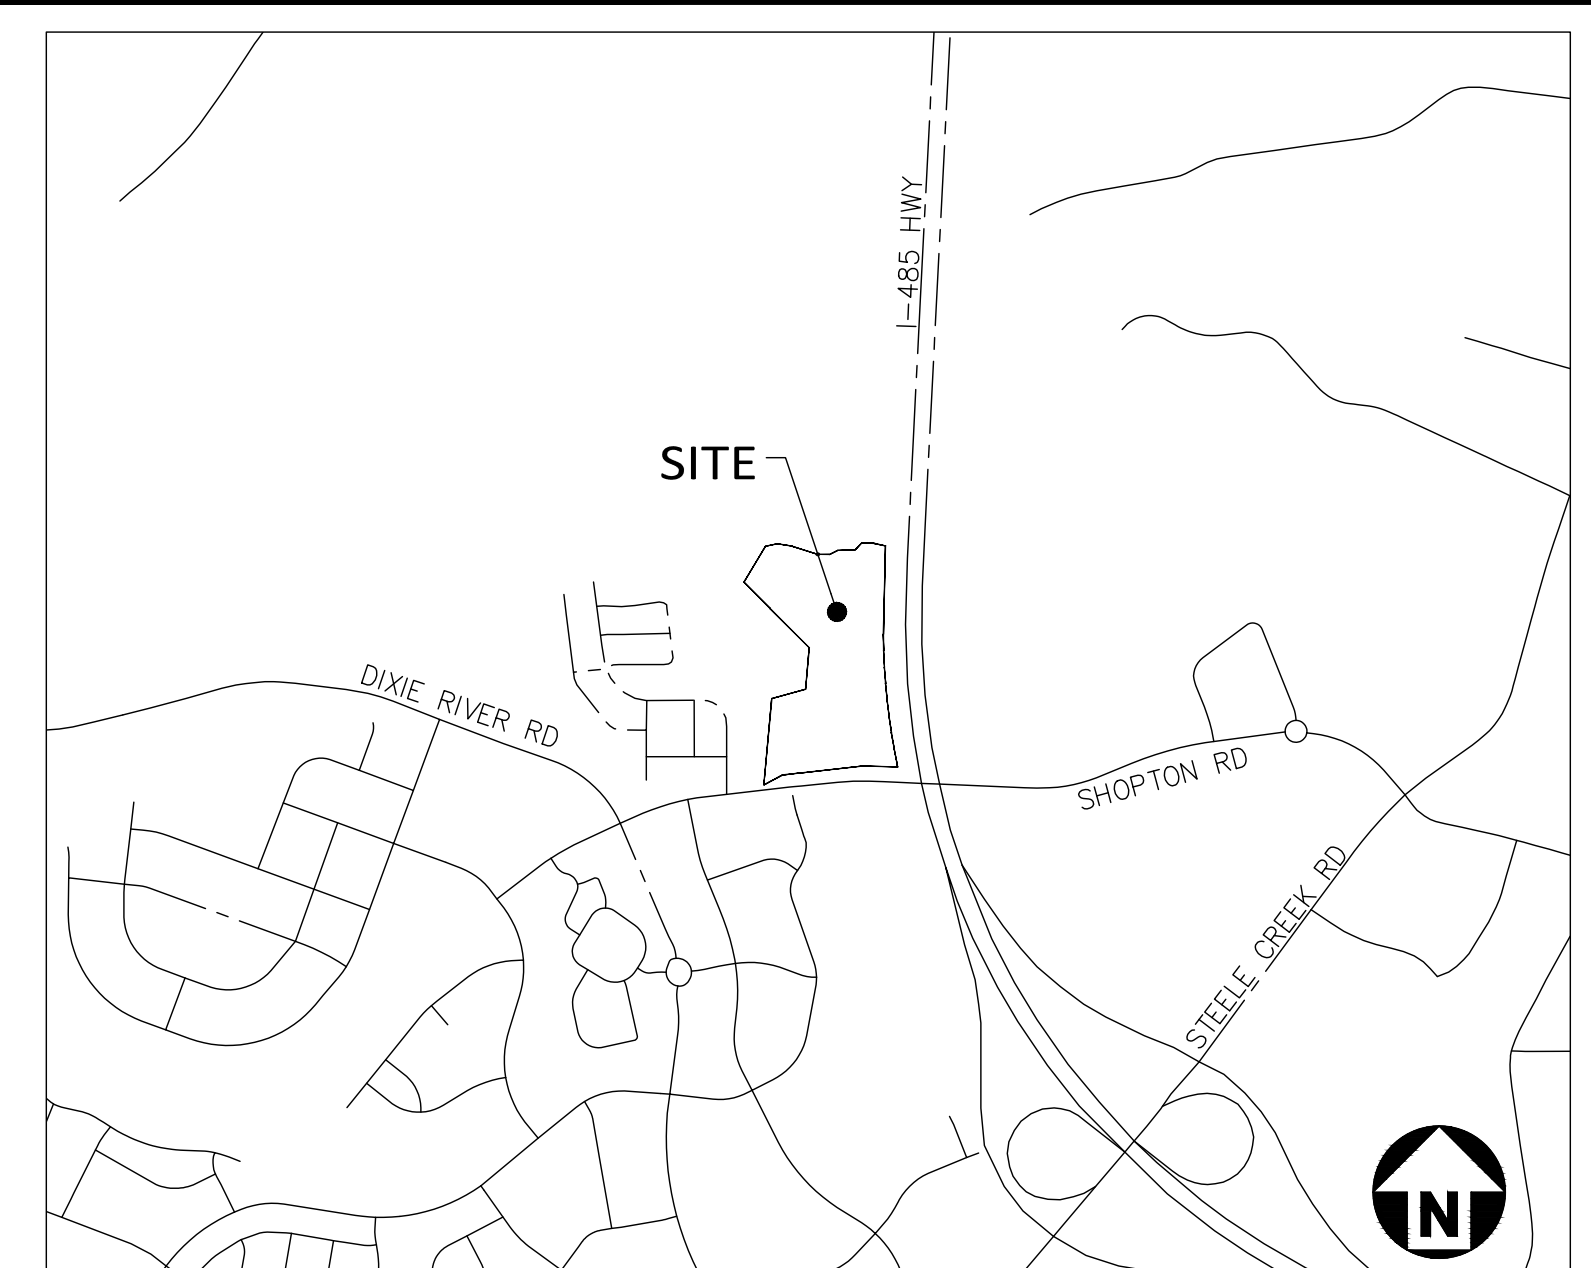 I-485 HWY
SITE
DIXIE RIVER RD
SHOPTON RD
STEELE CREEK RD
N